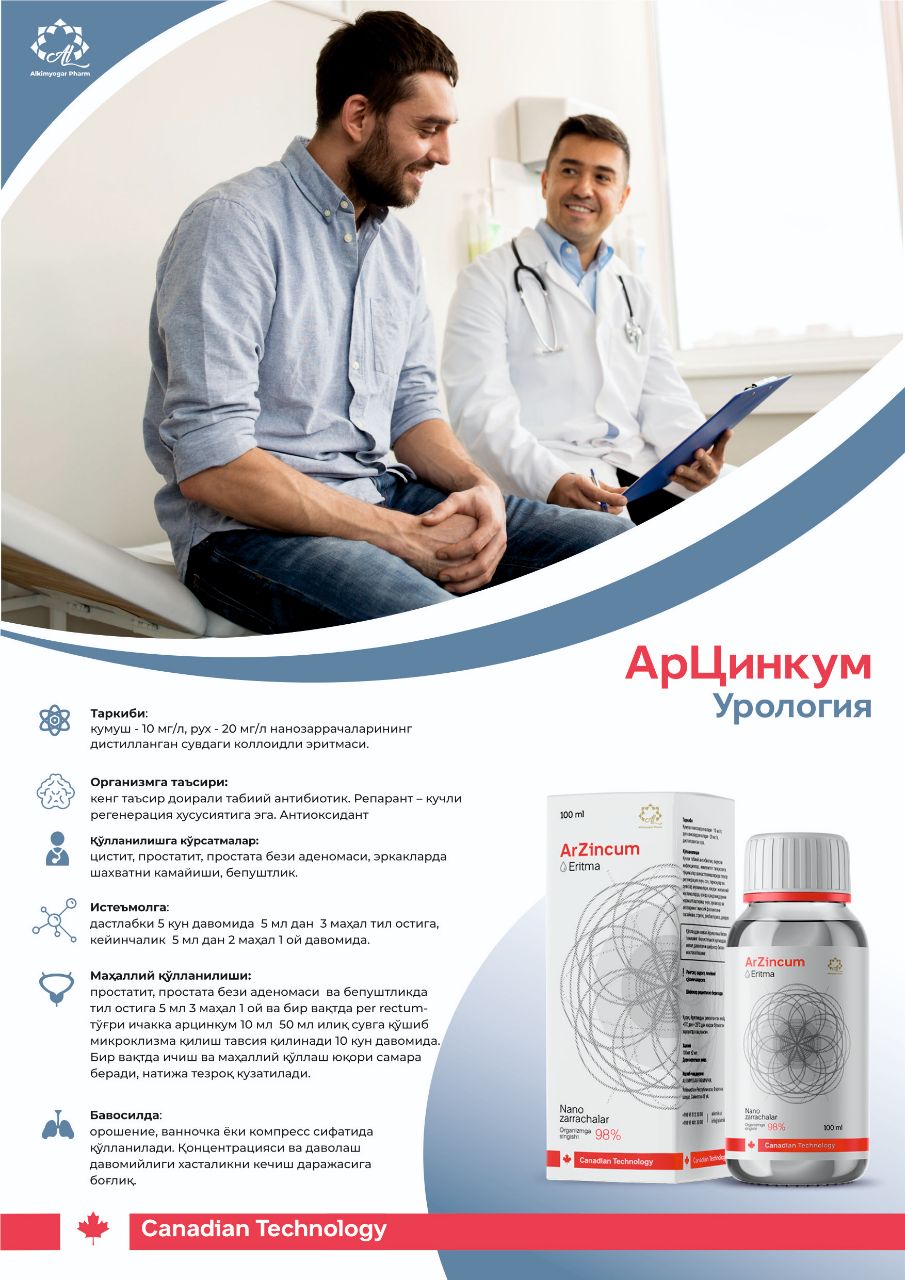 Alkimyogar Pharm
АрЦинкум
Урология
Таркиби:
кумуш - 10 мг/л, рух - 20 мг/л нанозаррачаларининг
дистилланган сувдаги коллоидли эритмаси.
Организмга таъсири:
кенг таъсир доирали табиий антибиотик. Репарант – кучли
регенерация хусусиятига эга. Антиоксидант
Қўлланилишга кўрсатмалар:
цистит, простатит, простата бези аденомаси, эркакларда
шахватни камайиши, бепуштлик.
Истеъмолга:
дастлабки 5 кун давомида 5 мл дан 3 маҳал тил остига,
кейинчалик 5 мл дан 2 маҳал 1 ой давомида.
Маҳаллий қўлланилиши:
простатит, простата бези аденомаси ва бепуштликда
тил остига 5 мл 3 маҳал 1 ой ва бир вақтда per rectum-
тўғри ичакка арцинкум 10 мл 50 мл илиқ сувга қўшиб
микроклизма қилиш тавсия қилинади 10 кун давомида.
Бир вақтда ичиш ва маҳаллий қўллаш юқори самара
беради, натижа тезроқ кузатилади.
Бавосилда:
орошение, ванночка ёки компресс сифатида
қўлланилади. Концентрацияси ва даволаш
давомийлиги хасталикни кечиш даражасига
боғлиқ.
100 ml
ArZincum
Eritma
Nano
zarrachalar
Organizmga
singishi 98%
Canadian Technology
ArZincum
Eritma
Nano
zarrachalar
Organizmga
singishi 98%
100 ml
Canadian Technology
Canadian Technology